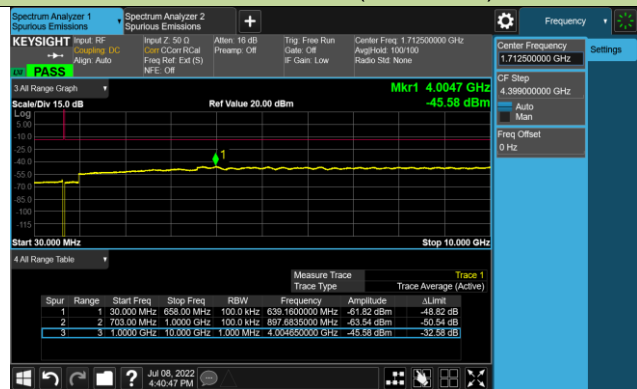 Spectrum Analyzer 1
Spurious Emissions
Spectrum Analyzer 2
Spurious Emissions
Frequency
KEYSIGHT
Input: RF
Coupling: DC
Align: Auto
Input Z: 50 Ω
Corr CCorr RCal
Freq Ref: Ext (S)
NFE: Off
Atten: 16 dB
Preamp: Off
Trig: Free Run
Gate: Off
IF Gain: Low
Center Freq: 1.712500000 GHz
Avg|Hold: 100/100
Radio Std: None
PASS
Center Frequency
1.712500000 GHz
Settings
CF Step
4.399000000 GHz
Auto
Man
Freq Offset
0 Hz
3 All Range Graph
Mkr1 4.0047 GHz
Scale/Div 15.0 dB
Ref Value 20.00 dBm
-45.58 dBm
Log
5.00
-10.0
-25.0
-40.0
-55.0
-70.0
-85.0
-100
-115
1
Start 30.000 MHz
Stop 10.000 GHz
4 All Range Table
Measure Trace Trace 1
Trace Type Trace Average (Active)
Spur Range Start Freq Stop Freq RBW Frequency Amplitude ΔLimit
1 1 30.000 MHz 658.00 MHz 100.0 kHz 639.1600000 MHz -61.82 dBm -48.82 dB
2 2 703.00 MHz 1.0000 GHz 100.0 kHz 897.6835000 MHz -63.54 dBm -50.54 dB
3 3 1.0000 GHz 10.000 GHz 1.000 MHz 4.004650000 GHz -45.58 dBm -32.58 dB
Jul 08, 2022
4:40:47 PM